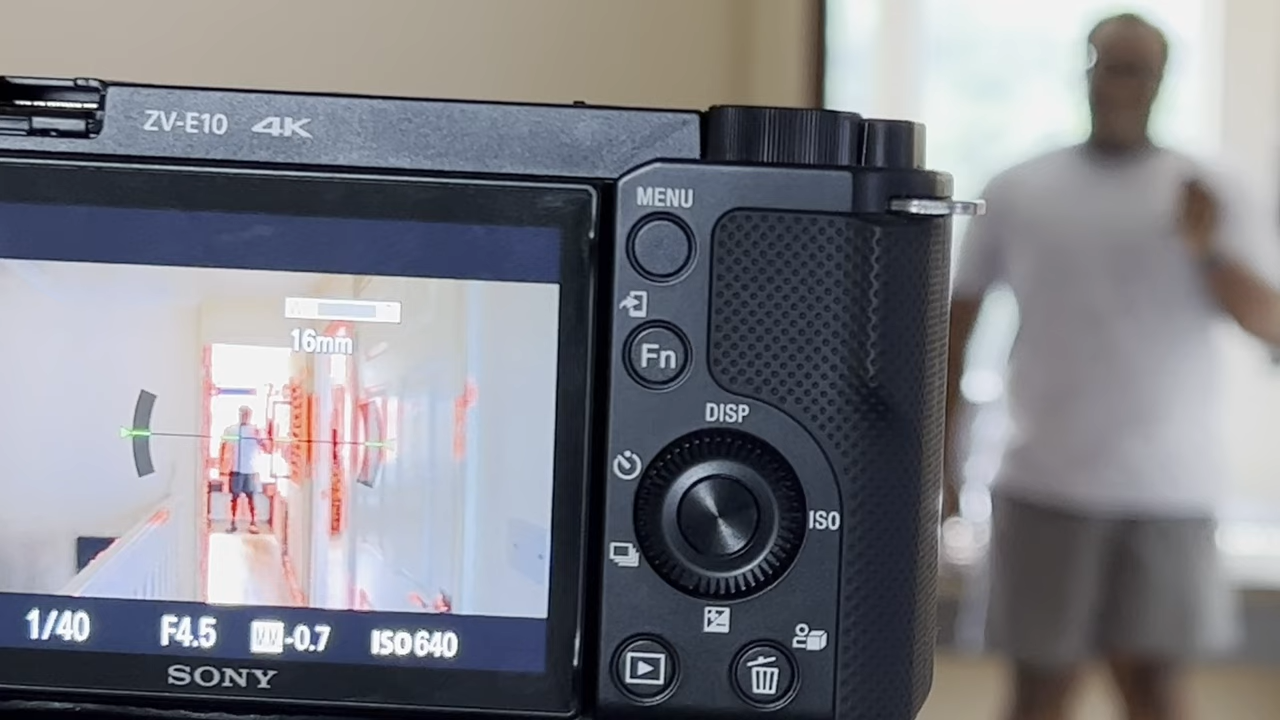 ZV-E10 4K
MENU
Fn
DISP
ISO
16mm
1/40 F4.5 -0.7 ISO640
SONY